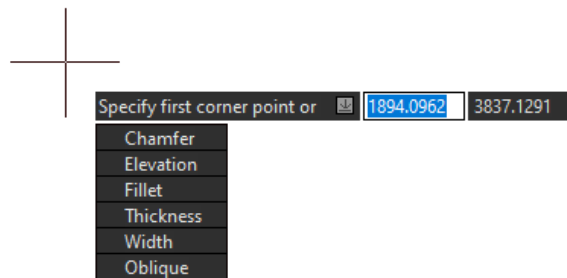 Specify first corner point or 1894.0962 3837.1291
Chamfer
Elevation
Fillet
Thickness
Width
Oblique